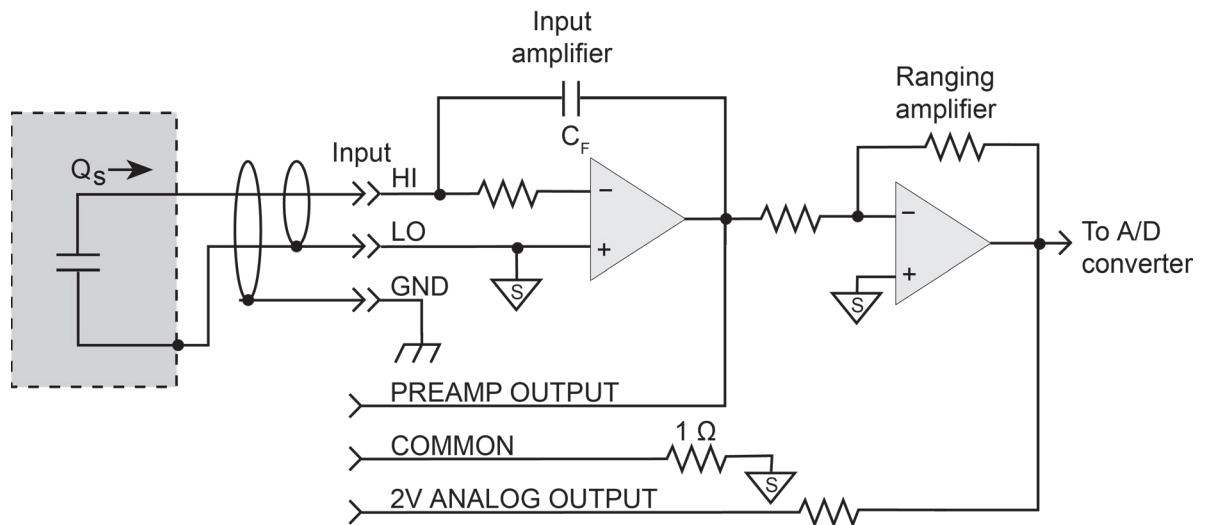 Input
amplifier
Ranging
amplifier
C_F
Q_S
Input
HI
−
−
LO
+
To A/D
converter
S
+
GND
S
PREAMP OUTPUT
COMMON
1 Ω
S
2V ANALOG OUTPUT